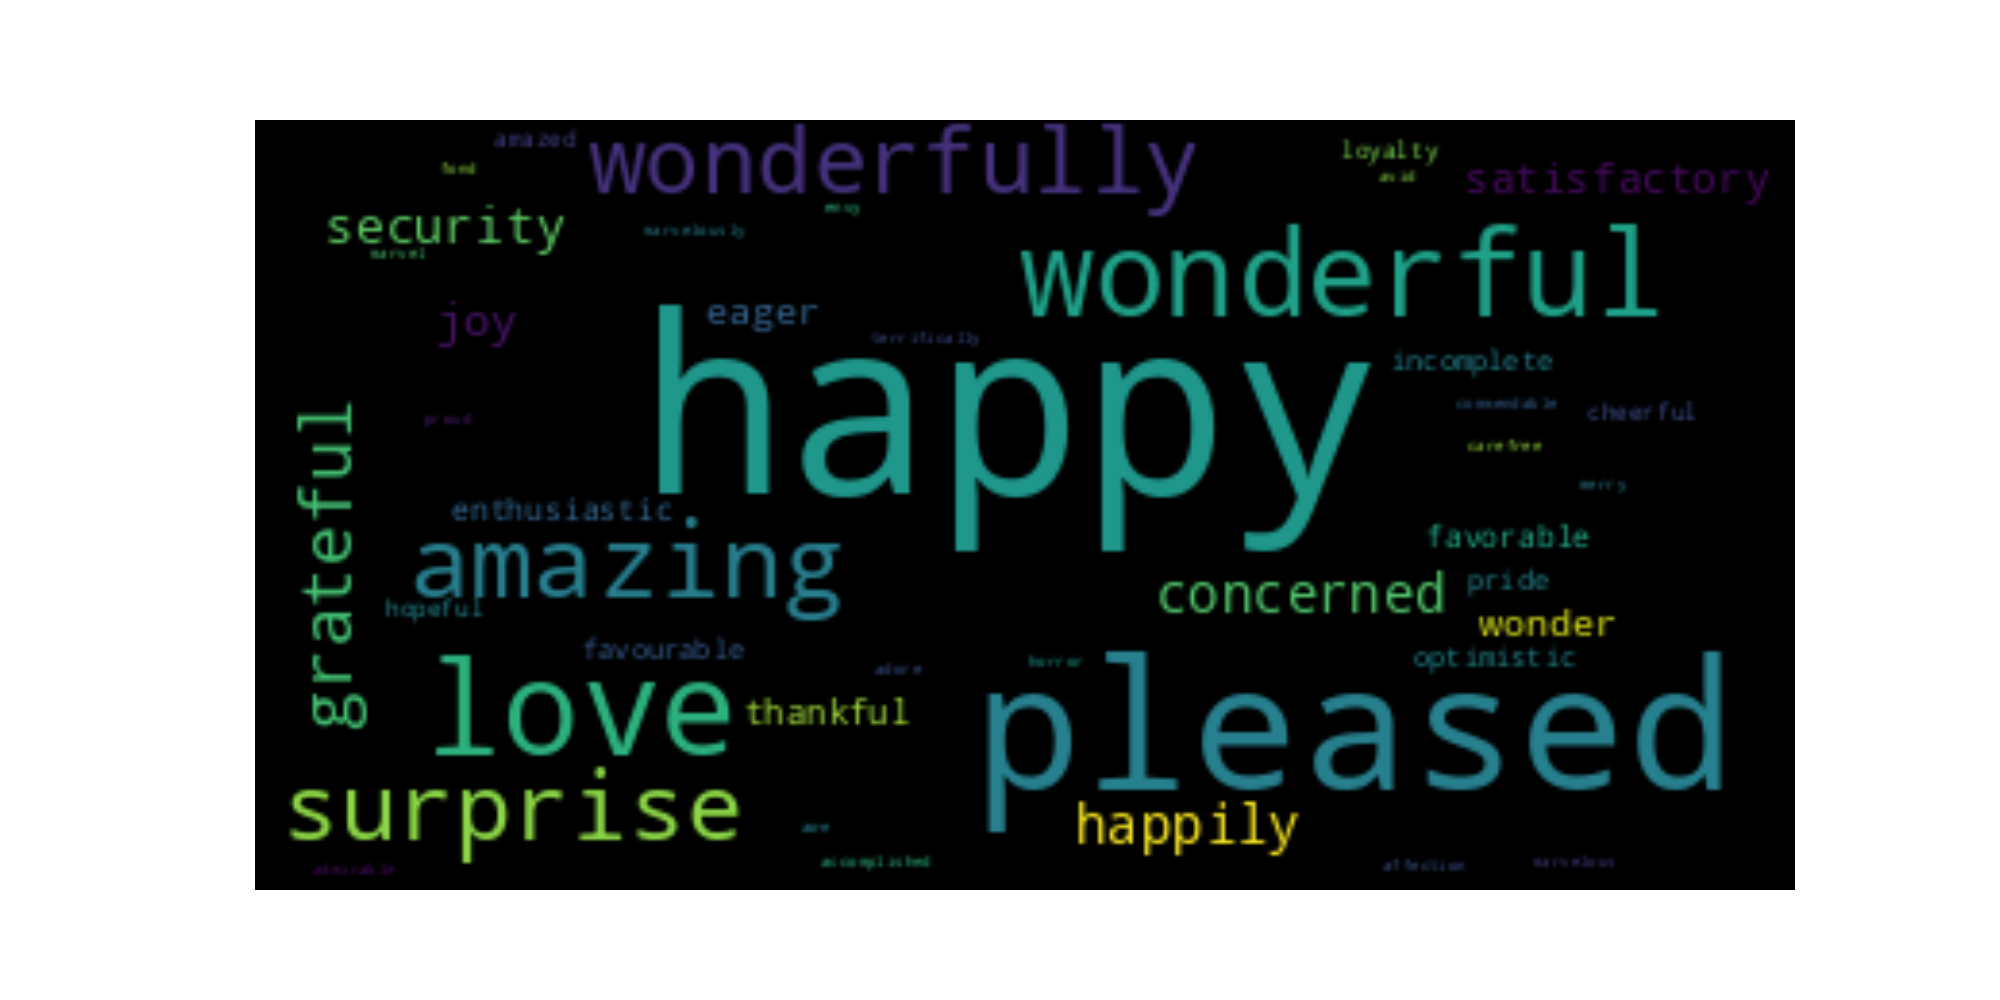 amazed
wonderfully
loyalty
avid
fond
satisfactory
security
marvelously
marvel
wonderful
joy
eager
terrifically
happy
incomplete
commendable
cheerful
proud
carefree
merry
grateful
enthusiastic
amazing
favorable
concerned
pride
hopeful
wonder
favourable
optimistic
adore
horror
love
thankful
pleased
surprise
happily
accomplished
admirable
affection
marvelous